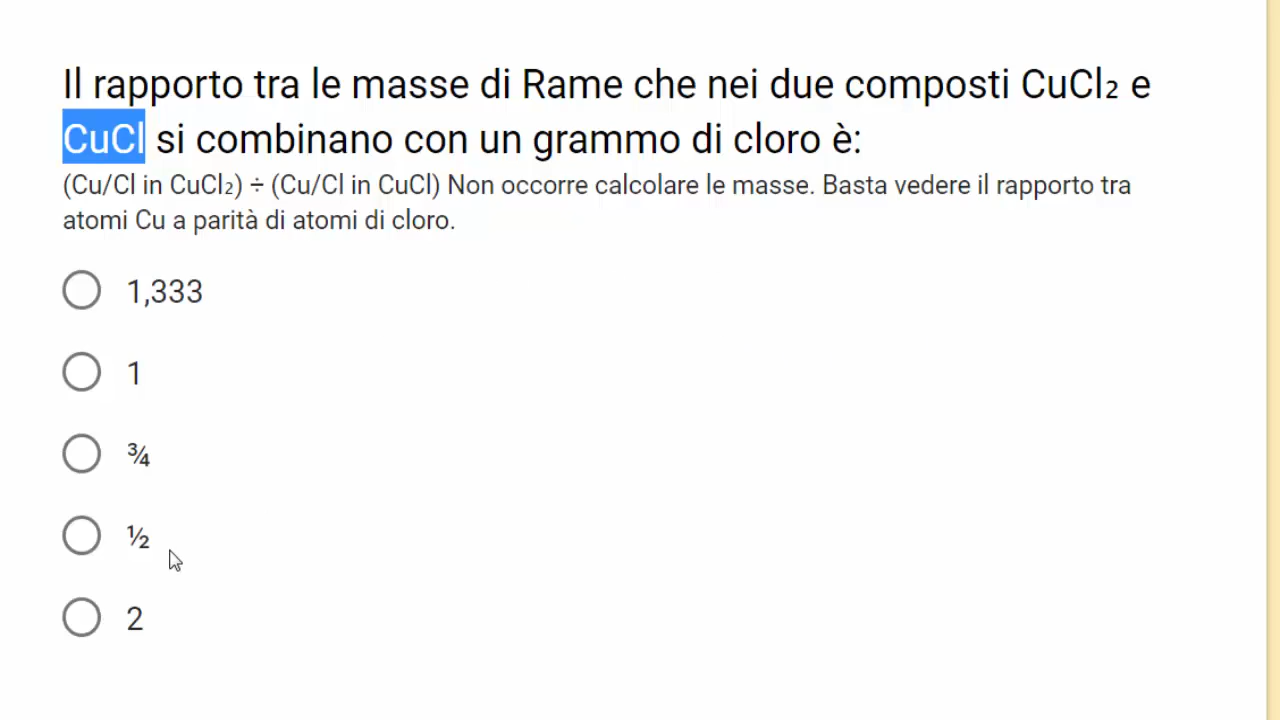 Il rapporto tra le masse di Rame che nei due composti CuCl₂ e
CuCl si combinano con un grammo di cloro è:
(Cu/Cl in CuCl₂) ÷ (Cu/Cl in CuCl) Non occorre calcolare le masse. Basta vedere il rapporto tra
atomi Cu a parità di atomi di cloro.
1,333
1
¾
½
2